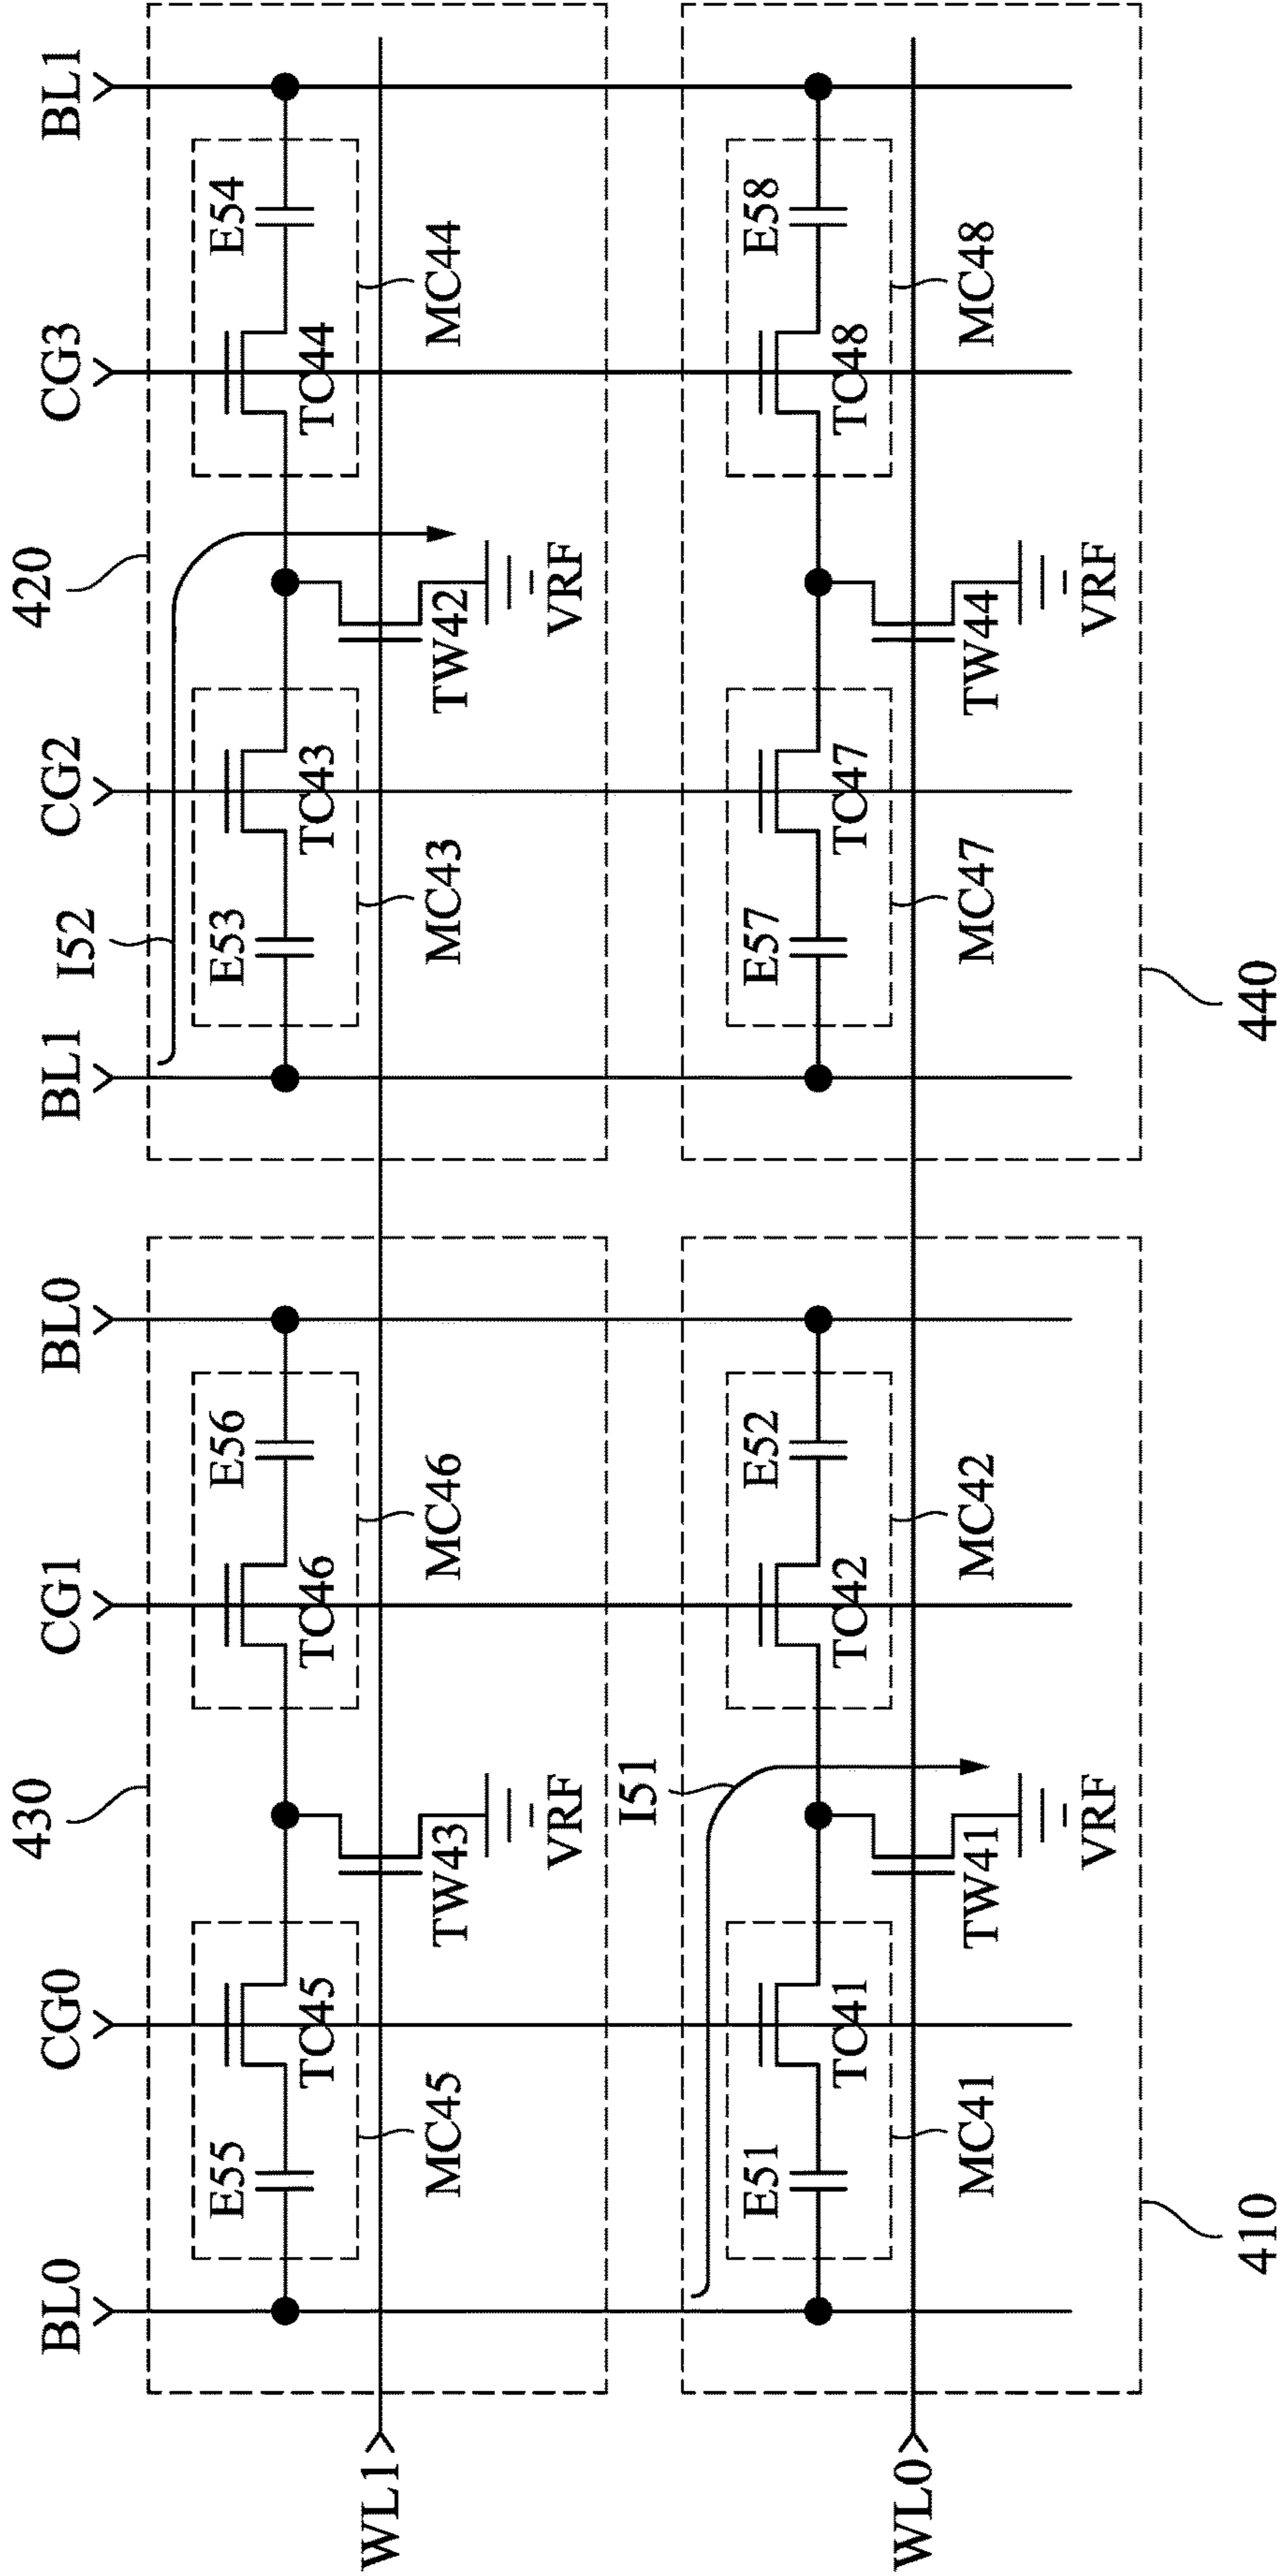 BL0 CG0 CG1 BL0 BL1 CG2 CG3 BL1
430 I52 420
E55 E56 E53 E54
TC45 TC46 TC43 TC44
MC45 TW43 MC46 MC43 TW42 MC44
WL1
VRF VRF
I51
E51 E52 E57 E58
TC41 TC42 TC47 TC48
MC41 TW41 MC42 MC47 TW44 MC48
WL0
VRF VRF
410 440